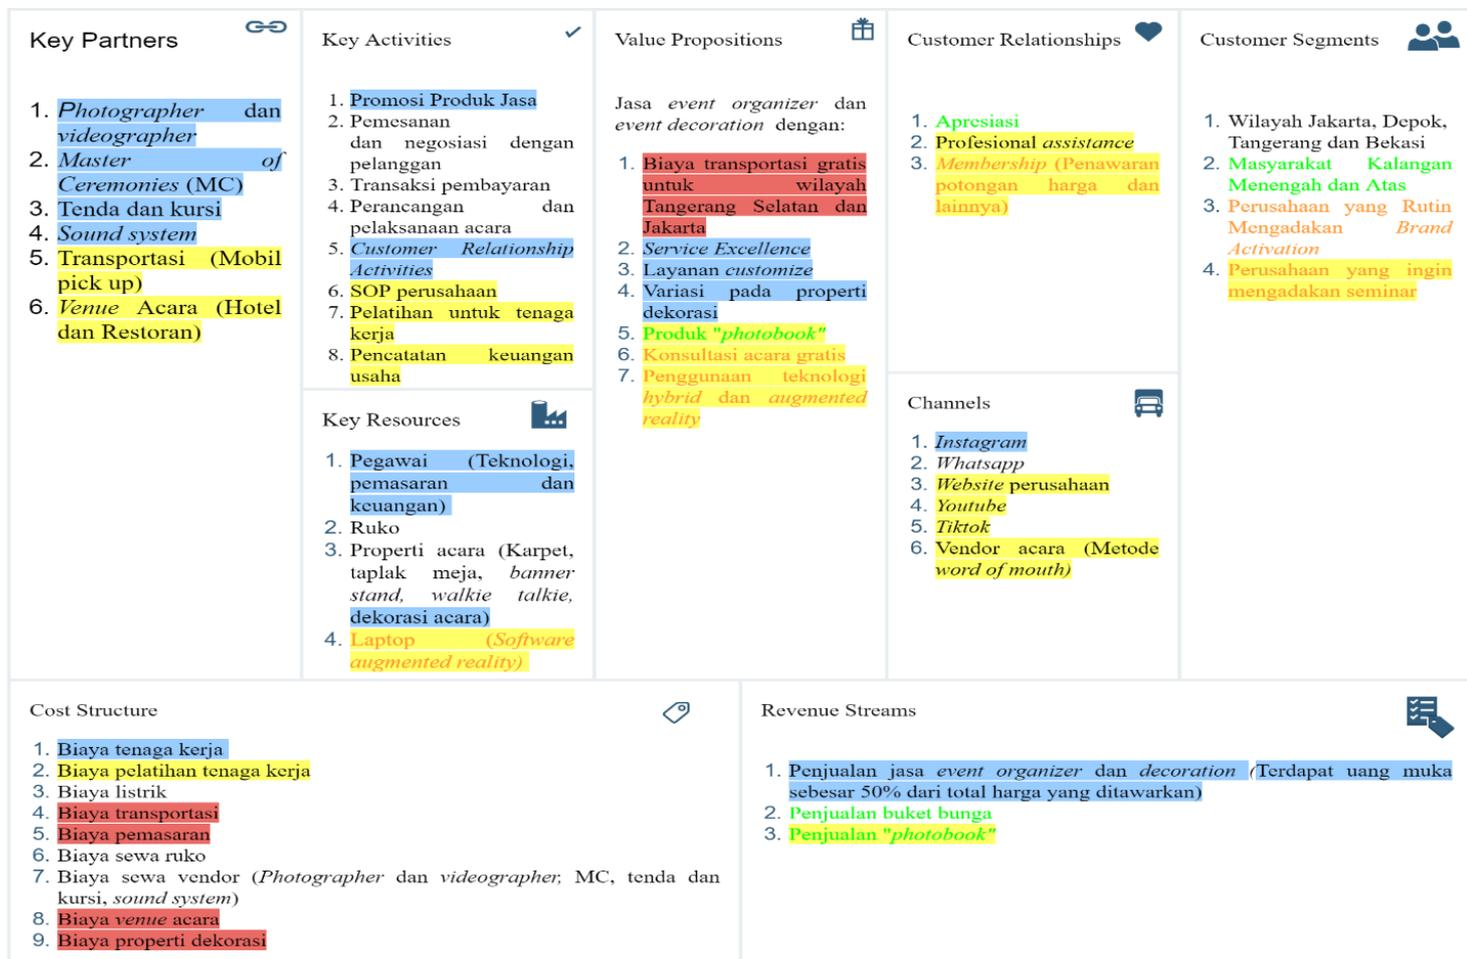 Key Partners
1. Photographer dan
videographer
2. Master of
Ceremonies (MC)
3. Tenda dan kursi
4. Sound system
5. Transportasi (Mobil
pick up)
6. Venue Acara (Hotel
dan Restoran)
Key Activities
1. Promosi Produk Jasa
2. Pemesanan
dan negosiasi dengan
pelanggan
3. Transaksi pembayaran
4. Perancangan dan
pelaksanaan acara
5. Customer Relationship
Activities
6. SOP perusahaan
7. Pelatihan untuk tenaga
kerja
8. Pencatatan keuangan
usaha
Key Resources
1. Pegawai (Teknologi,
pemasaran dan
keuangan)
2. Ruko
3. Properti acara (Karpet,
taplak meja, banner
stand, walkie talkie,
dekorasi acara)
4. Laptop (Software
augmented reality)
Value Propositions
Jasa event organizer dan
event decoration dengan:
1. Biaya transportasi gratis
untuk wilayah
Tangerang Selatan dan
Jakarta
2. Service Excellence
3. Layanan customize
4. Variasi pada properti
dekorasi
5. Produk "photobook"
6. Konsultasi acara gratis
7. Penggunaan teknologi
hybrid dan augmented
reality
Customer Relationships
1. Apresiasi
2. Profesional assistance
3. Membership (Penawaran
potongan harga dan
lainnya)
Channels
1. Instagram
2. Whatsapp
3. Website perusahaan
4. Youtube
5. Tiktok
6. Vendor acara (Metode
word of mouth)
Customer Segments
1. Wilayah Jakarta, Depok,
Tangerang dan Bekasi
2. Masyarakat Kalangan
Menengah dan Atas
3. Perusahaan yang Rutin
Mengadakan Brand
Activation
4. Perusahaan yang ingin
mengadakan seminar
Cost Structure
1. Biaya tenaga kerja
2. Biaya pelatihan tenaga kerja
3. Biaya listrik
4. Biaya transportasi
5. Biaya pemasaran
6. Biaya sewa ruko
7. Biaya sewa vendor (Photographer dan videographer, MC, tenda dan
kursi, sound system)
8. Biaya venue acara
9. Biaya properti dekorasi
Revenue Streams
1. Penjualan jasa event organizer dan decoration (Terdapat uang muka
sebesar 50% dari total harga yang ditawarkan)
2. Penjualan buket bunga
3. Penjualan "photobook"